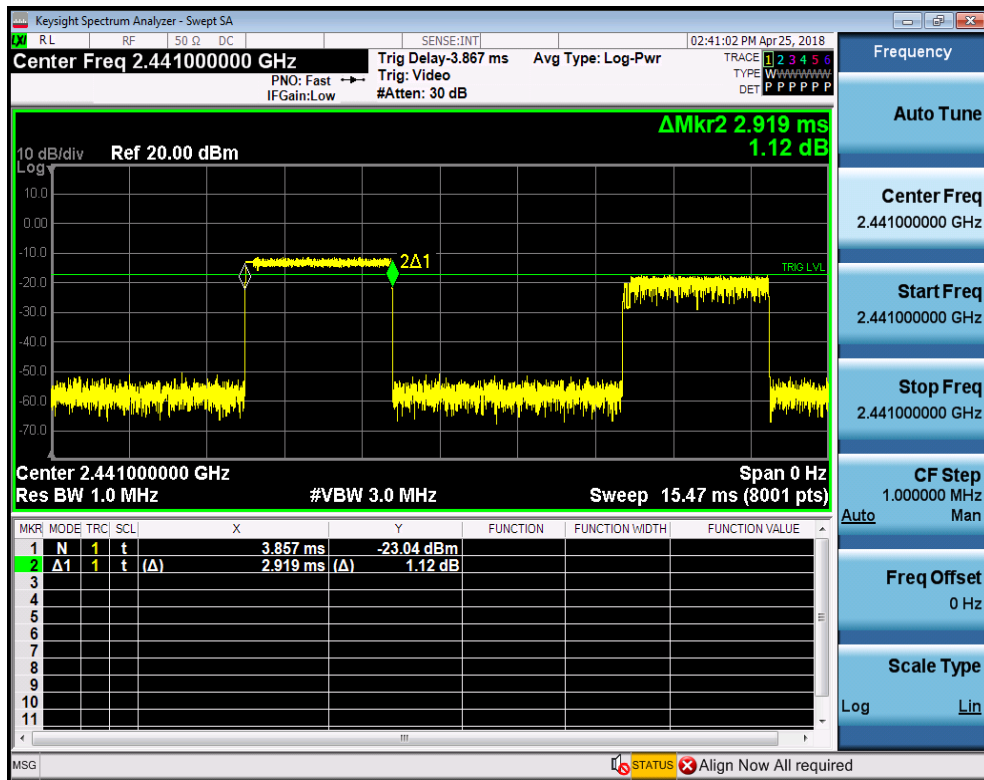 Keysight Spectrum Analyzer - Swept SA
LXI RL RF 50 Ω DC SENSE:INT 02:41:02 PM Apr 25, 2018
Center Freq 2.441000000 GHz
PNO: Fast
IFGain:Low
Trig Delay-3.867 ms
Trig: Video
#Atten: 30 dB
Avg Type: Log-Pwr
TRACE 1 2 3 4 5 6
TYPE WWWWWW
DET P P P P P P
ΔMkr2 2.919 ms
1.12 dB
10 dB/div Ref 20.00 dBm
Log
10.0
0.00
-10.0
-20.0
-30.0
-40.0
-50.0
-60.0
-70.0
2Δ1
TRIG LVL
Center 2.441000000 GHz Span 0 Hz
Res BW 1.0 MHz #VBW 3.0 MHz Sweep 15.47 ms (8001 pts)
MKR MODE TRC SCL X Y FUNCTION FUNCTION WIDTH FUNCTION VALUE
1 N 1 t 3.857 ms -23.04 dBm
2 Δ1 1 t (Δ) 2.919 ms (Δ) 1.12 dB
3
4
5
6
7
8
9
10
11
MSG STATUS Align Now All required
Frequency
Auto Tune
Center Freq
2.441000000 GHz
Start Freq
2.441000000 GHz
Stop Freq
2.441000000 GHz
CF Step
1.000000 MHz
Auto Man
Freq Offset
0 Hz
Scale Type
Log Lin